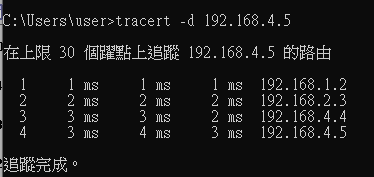 C:\Users\user>tracert -d 192.168.4.5
在上限 30 個躍點上追蹤 192.168.4.5 的路由
1 1 ms 1 ms 1 ms 192.168.1.2
2 2 ms 2 ms 2 ms 192.168.2.3
3 3 ms 3 ms 2 ms 192.168.4.4
4 3 ms 4 ms 3 ms 192.168.4.5
追蹤完成。